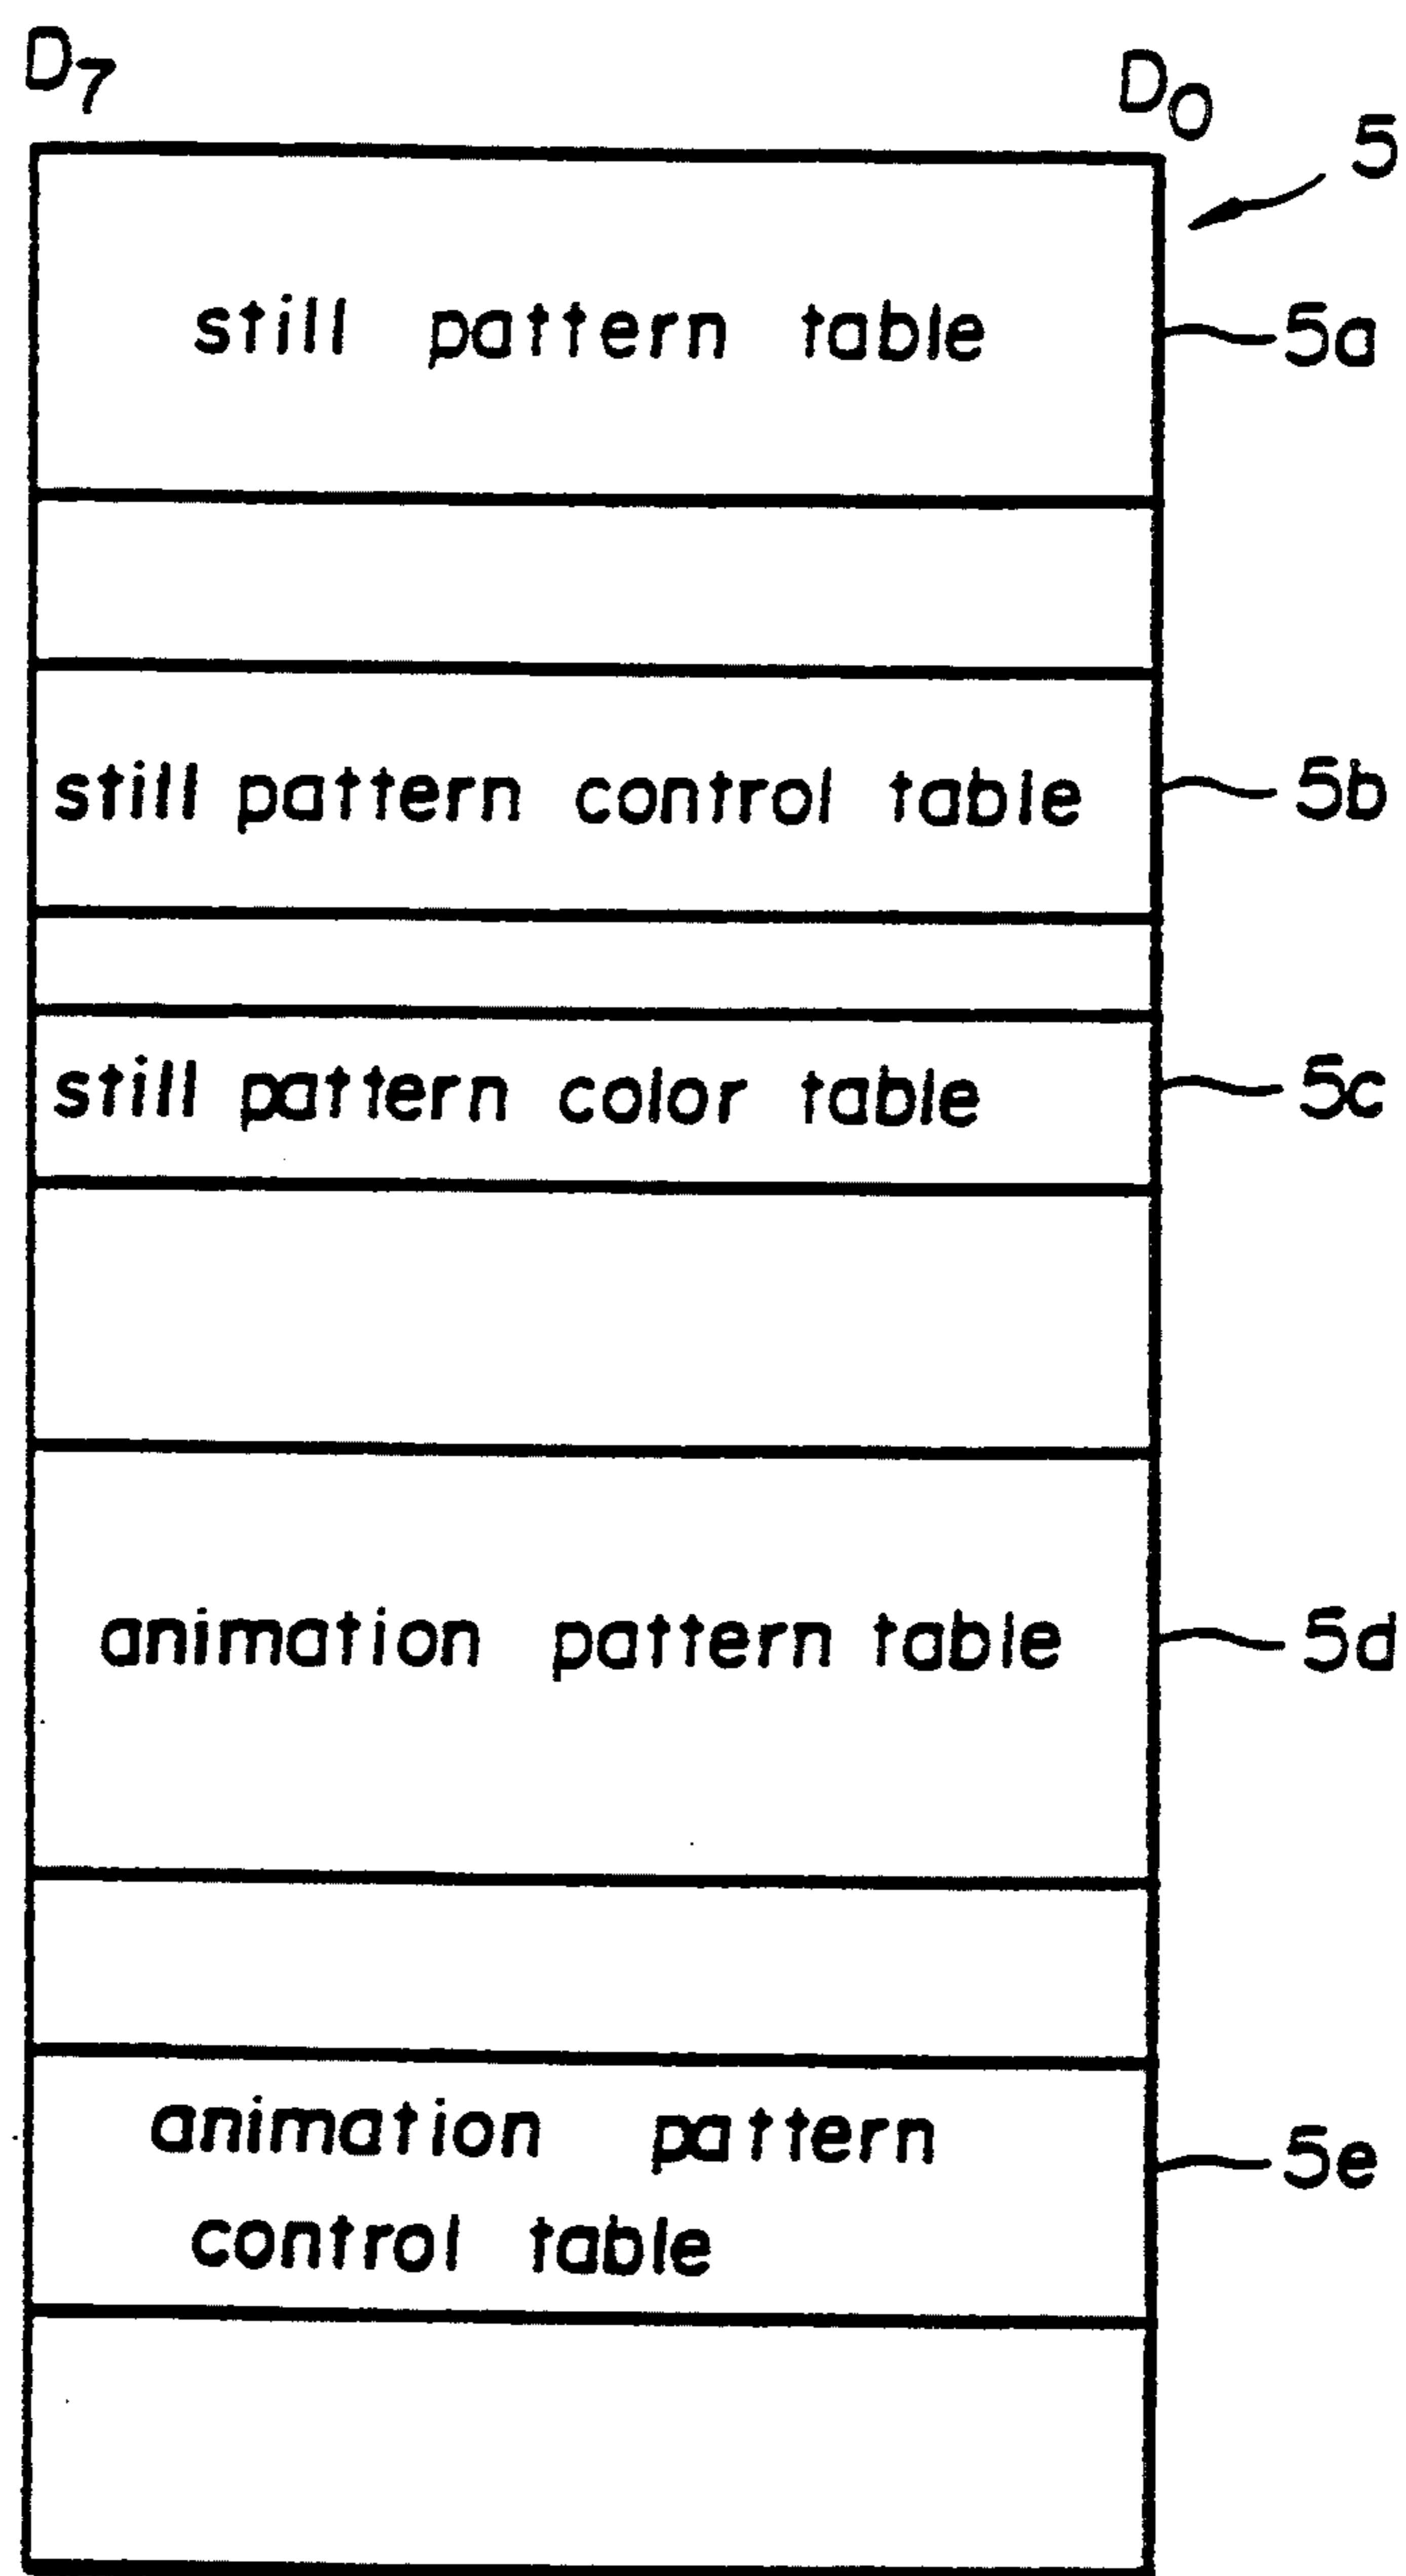 D7 D0
5
still pattern table 5a
still pattern control table 5b
still pattern color table 5c
animation pattern table 5d
animation pattern
control table
5e